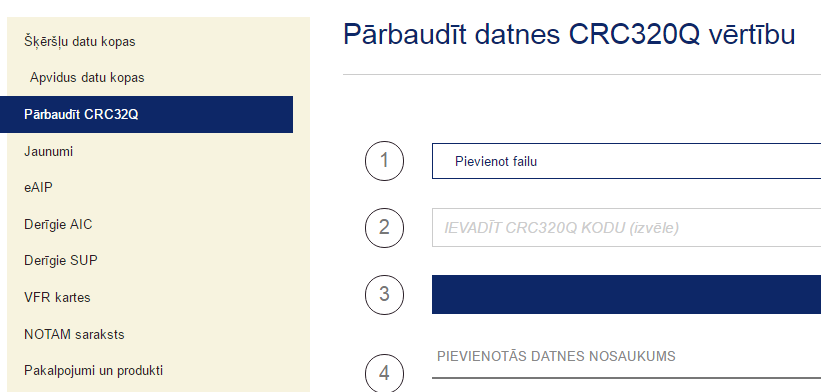 Šķēršļu datu kopas
Apvidus datu kopas
Pārbaudīt CRC32Q
Jaunumi
eAIP
Derīgie AIC
Derīgie SUP
VFR kartes
NOTAM saraksts
Pakalpojumi un produkti
Pārbaudīt datnes CRC320Q vērtību
1
Pievienot failu
2
IEVADĪT CRC320Q KODU (izvēle)
3
4
PIEVIENOTĀS DATNES NOSAUKUMS